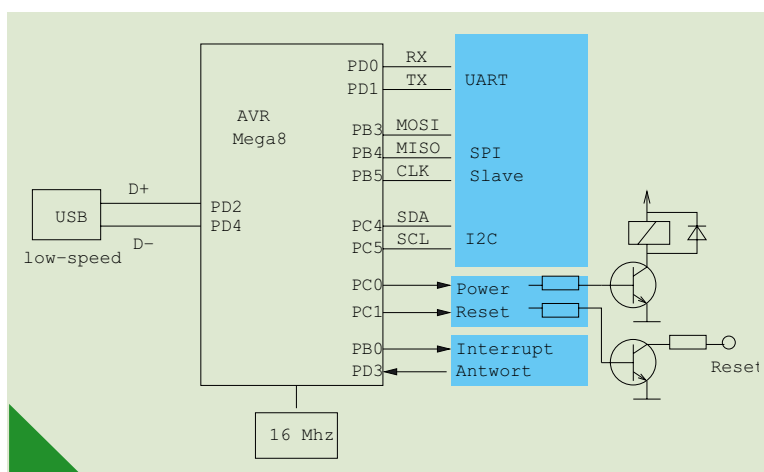 AVR
Mega8
USB
low-speed
D+
D-
PD2
PD4
PD0
PD1
PB3
PB4
PB5
PC4
PC5
PC0
PC1
PB0
PD3
RX
TX
MOSI
MISO
CLK
SDA
SCL
UART
SPI
Slave
I2C
Power
Reset
Interrupt
Antwort
Reset
16 Mhz